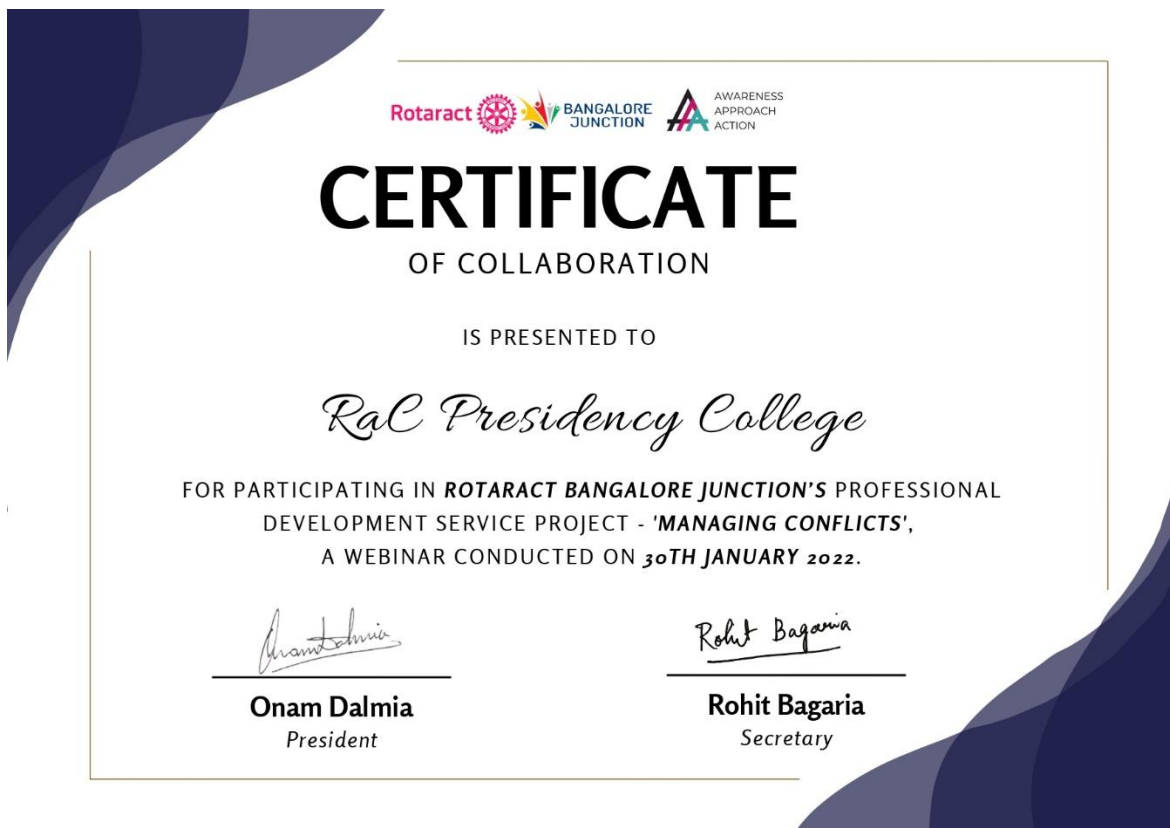 Rotaract BANGALORE JUNCTION
AWARENESS
APPROACH
ACTION
CERTIFICATE
OF COLLABORATION
IS PRESENTED TO
RaC Presidency College
FOR PARTICIPATING IN ROTARACT BANGALORE JUNCTION'S PROFESSIONAL
DEVELOPMENT SERVICE PROJECT - 'MANAGING CONFLICTS',
A WEBINAR CONDUCTED ON 30TH JANUARY 2022.
Onam Dalmia
Rohit Bagaria
Onam Dalmia
President
Rohit Bagaria
Secretary